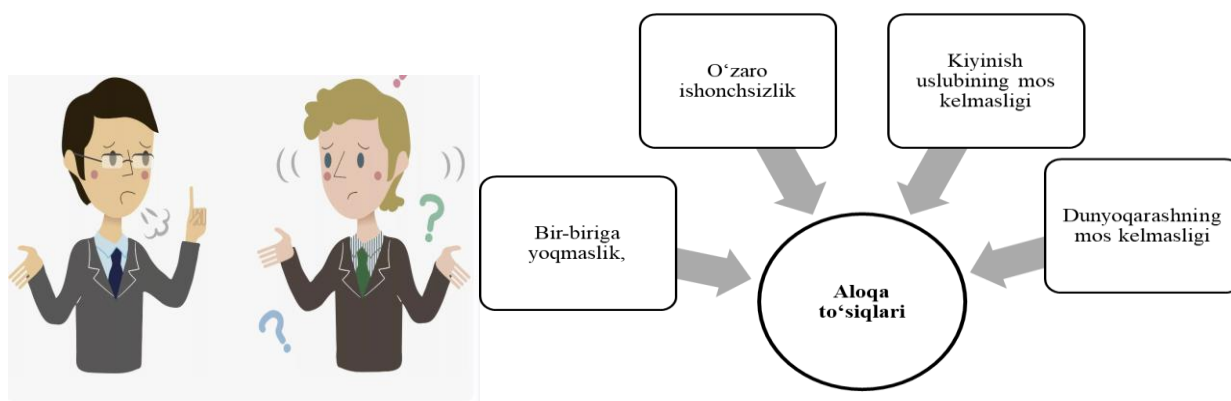 Bir-biriga
yoqmaslik,
O‘zaro
ishonchsizlik
Kiyinish
uslubining mos
kelmasligi
Dunyoqarashning
mos kelmasligi
Aloqa
to‘siqlari